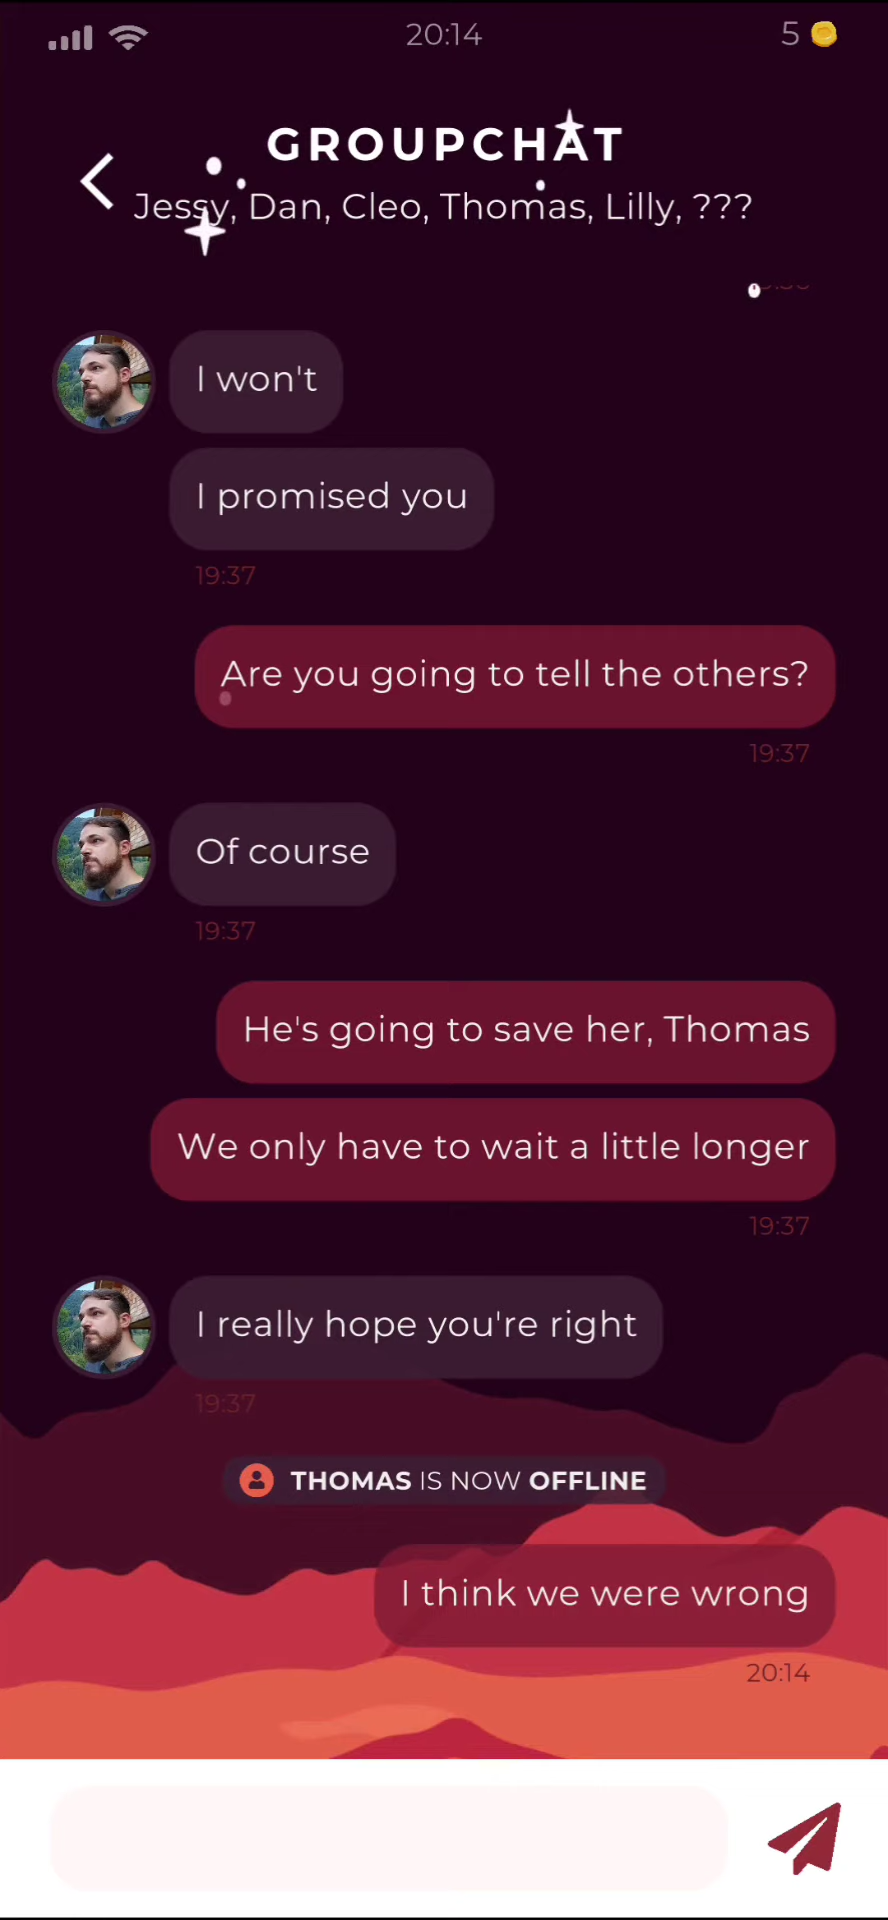 20:14
5
GROUPCHAT
Jessy, Dan, Cleo, Thomas, Lilly, ???
I won't
I promised you
19:37
Are you going to tell the others?
19:37
Of course
19:37
He's going to save her, Thomas
We only have to wait a little longer
19:37
I really hope you're right
19:37
THOMAS IS NOW OFFLINE
I think we were wrong
20:14